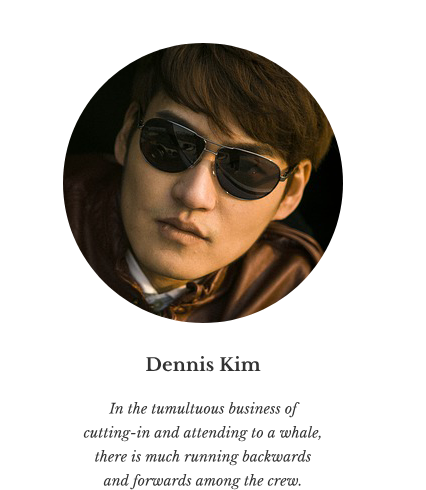 Dennis Kim
In the tumultuous business of
cutting-in and attending to a whale,
there is much running backwards
and forwards among the crew.